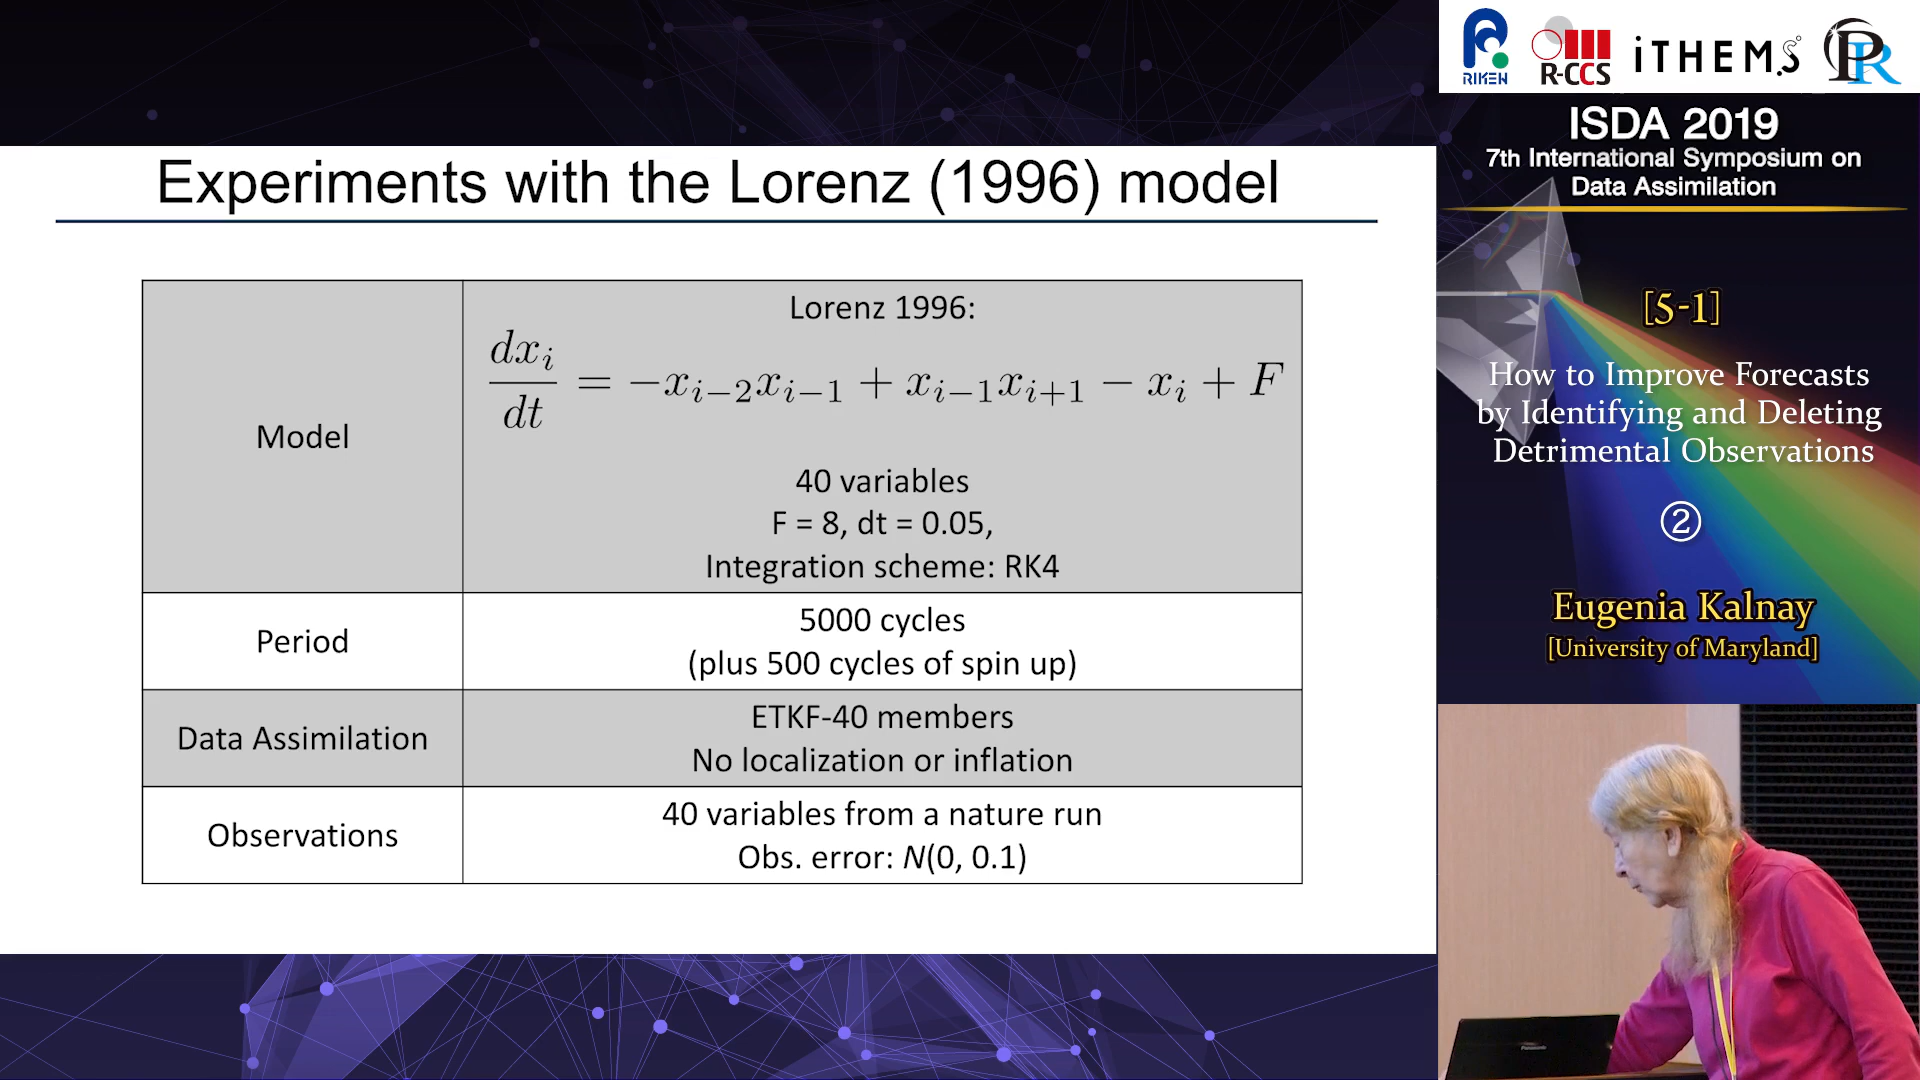 Experiments with the Lorenz (1996) model
Model
Lorenz 1996:
\frac{dx_i}{dt} = -x_{i-2}x_{i-1} + x_{i-1}x_{i+1} - x_i + F
40 variables
F = 8, dt = 0.05,
Integration scheme: RK4
Period
5000 cycles
(plus 500 cycles of spin up)
Data Assimilation
ETKF-40 members
No localization or inflation
Observations
40 variables from a nature run
Obs. error: N(0, 0.1)
RIKEN
R-CCS
iTHEMS
PR
ISDA 2019
7th International Symposium on
Data Assimilation
[5-1]
How to Improve Forecasts
by Identifying and Deleting
Detrimental Observations
②
Eugenia Kalnay
[University of Maryland]
Panasonic